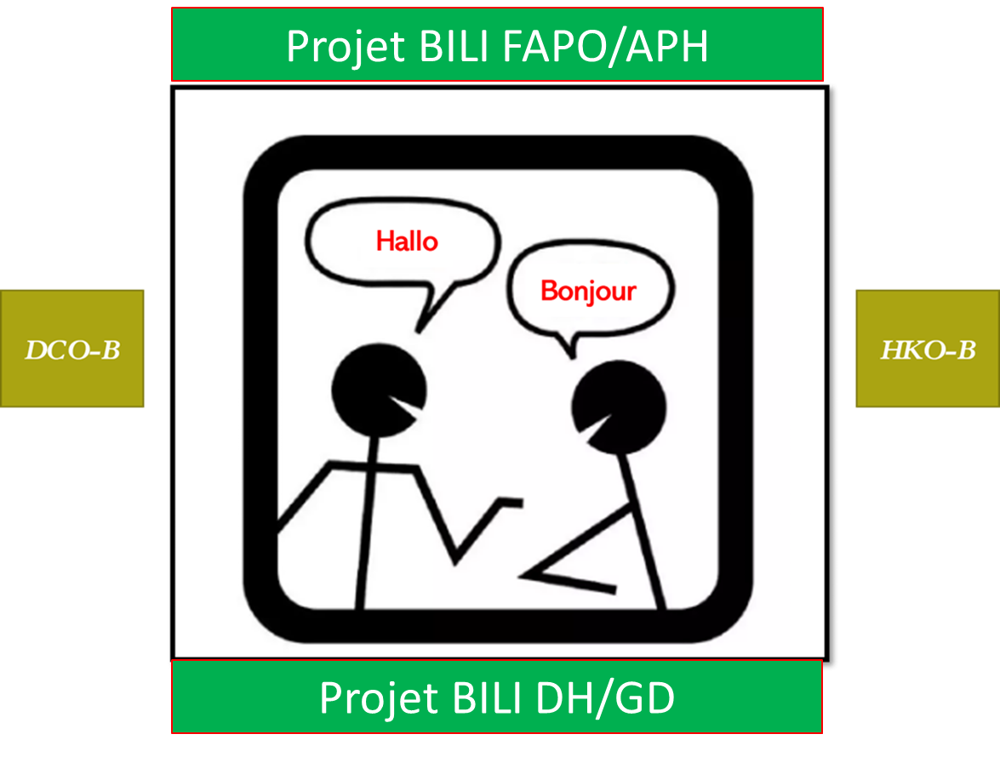 Projet BILI FAPO/APH
Hallo
Bonjour
DCO-B
HKO-B
Projet BILI DH/GD